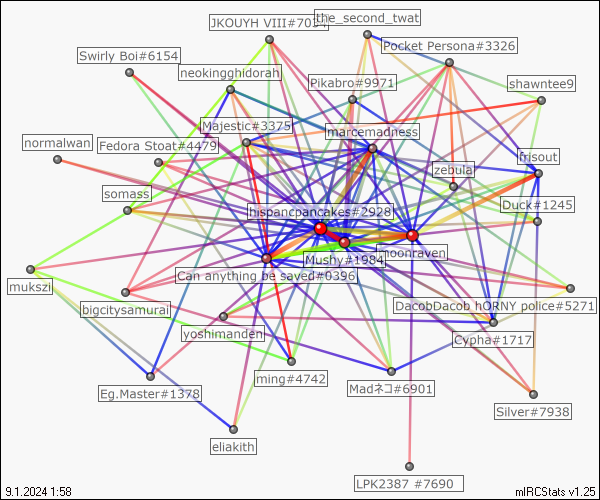 JKOUYH VIII#7034
the_second_twat
Pocket Persona#3326
Swirly Boi#6154
neokingghidorah
Pikabro#9971
shawntee9
Majestic#3375
marcemadness
normalwan
Fedora Stoat#4479
frisout
zebula
somass
Duck#1245
hispancpancakes#2928
moonraven
Mushy#1984
Can anything be saved#0396
mukszi
bigcitysamurai
DacobDacob hORNY police#5271
yoshimanden
Cypha#1717
ming#4742
Eg.Master#1378
Madネコ#6901
Silver#7938
eliakith
LPK2387 #7690
9.1.2024 1:58
mIRCStats v1.25